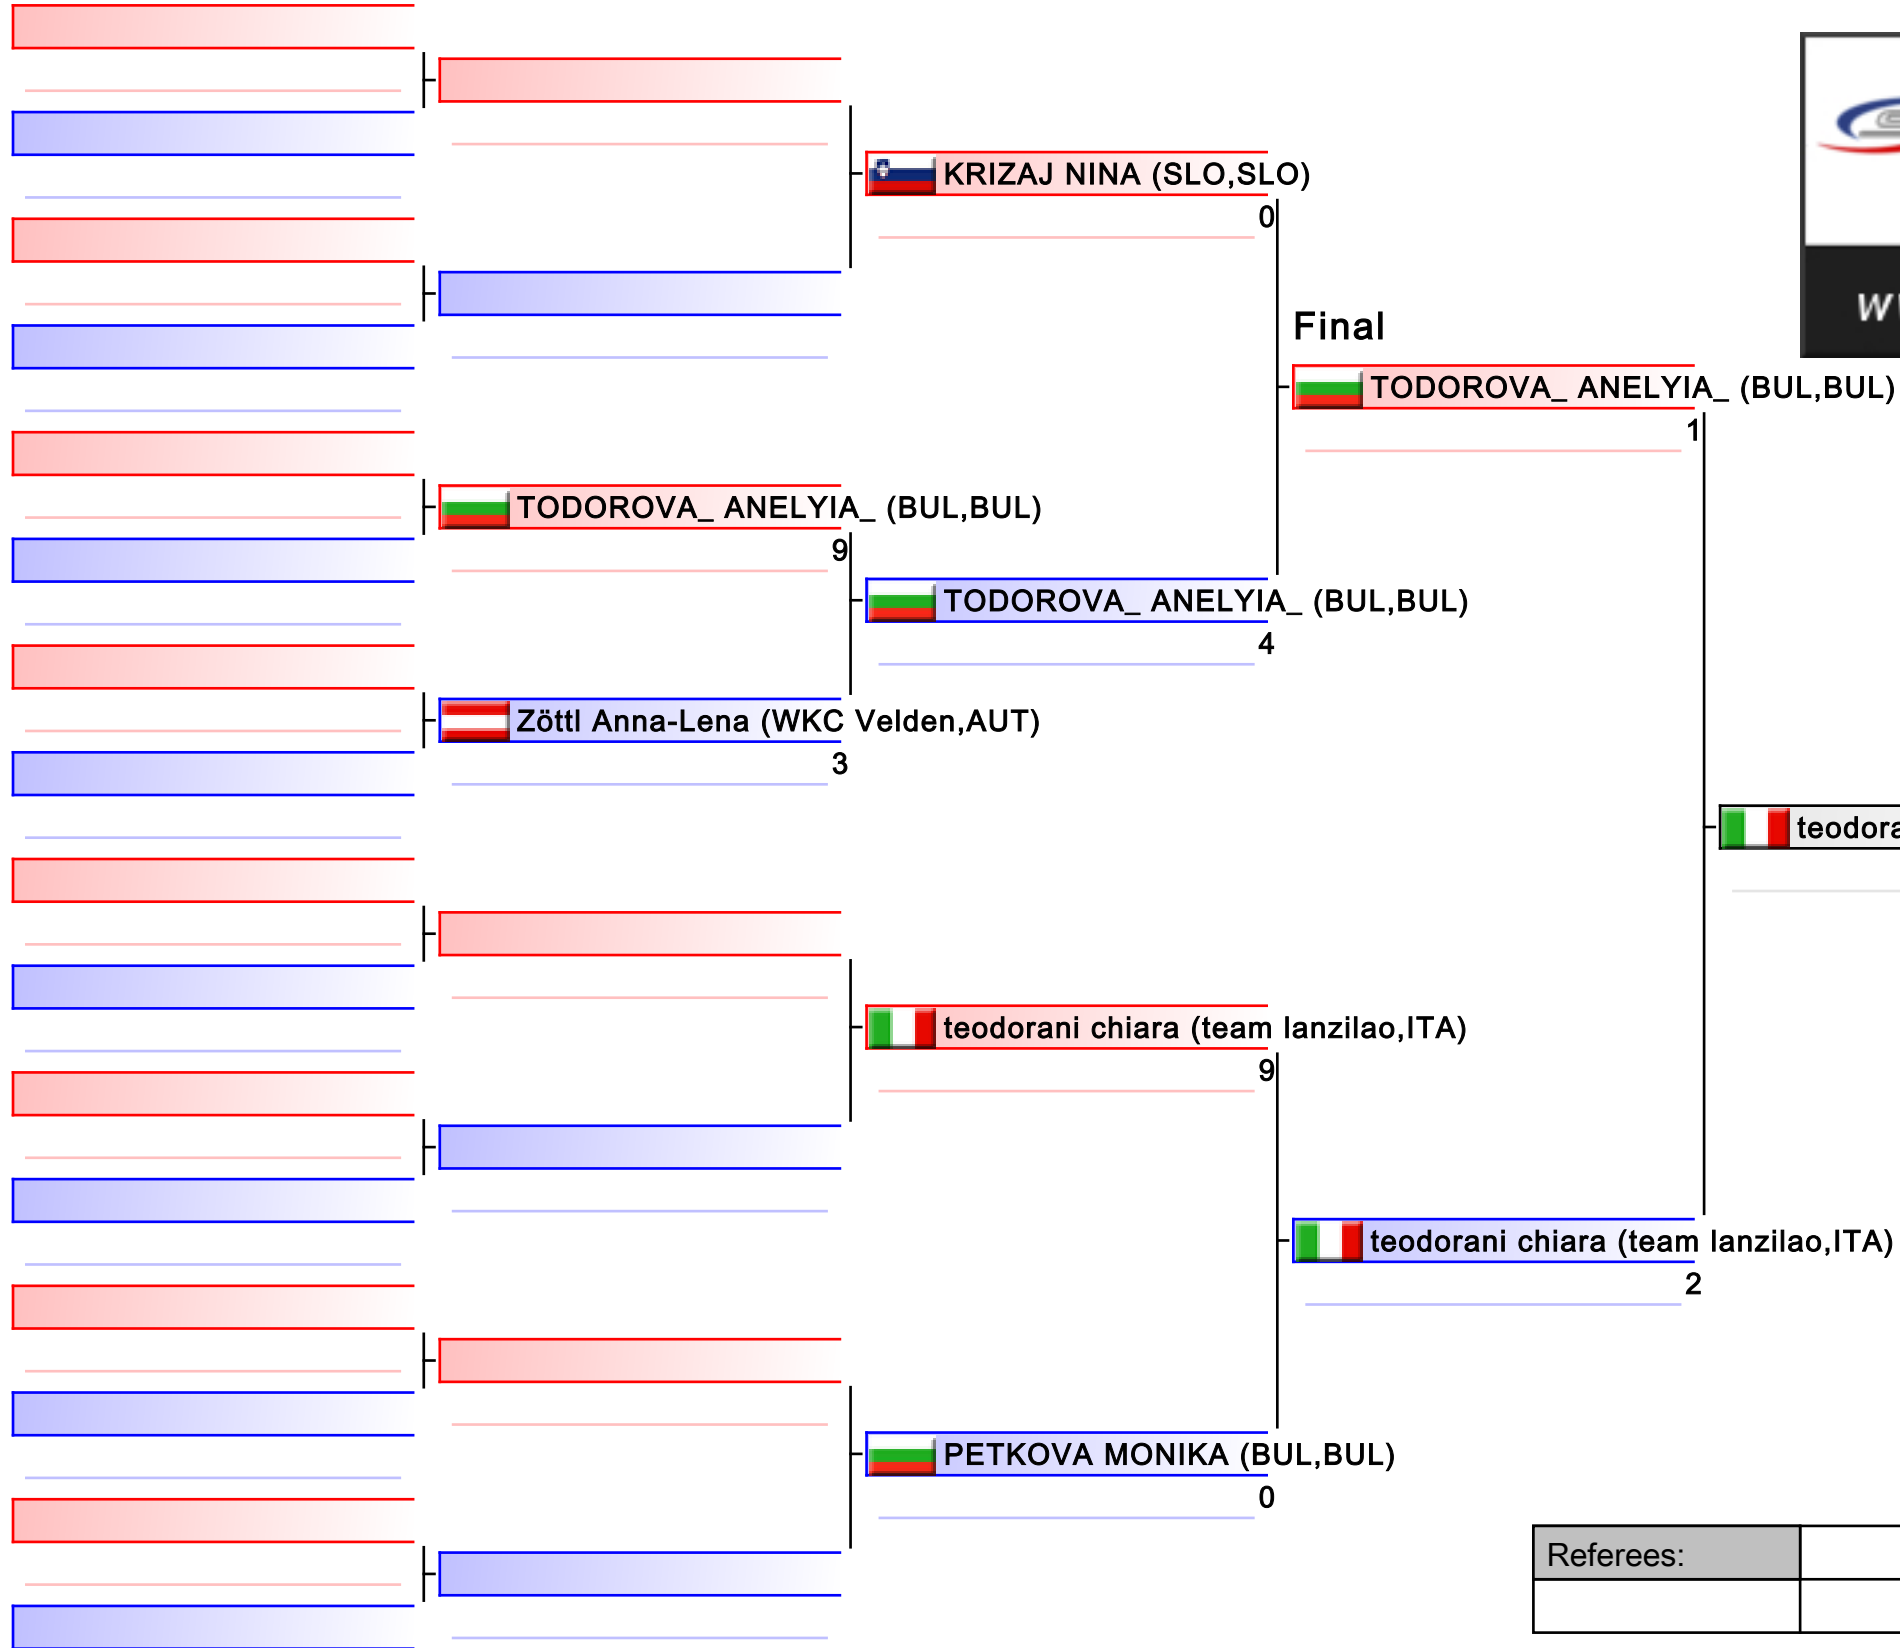 KRIZAJ NINA (SLO,SLO)
0
Final
TODOROVA_ ANELYIA_ (BUL,BUL)
1
TODOROVA_ ANELYIA_ (BUL,BUL)
9
TODOROVA_ ANELYIA_ (BUL,BUL)
4
Zöttl Anna-Lena (WKC Velden,AUT)
3
teodora
teodorani chiara (team lanzilao,ITA)
9
teodorani chiara (team lanzilao,ITA)
2
PETKOVA MONIKA (BUL,BUL)
0
Referees: